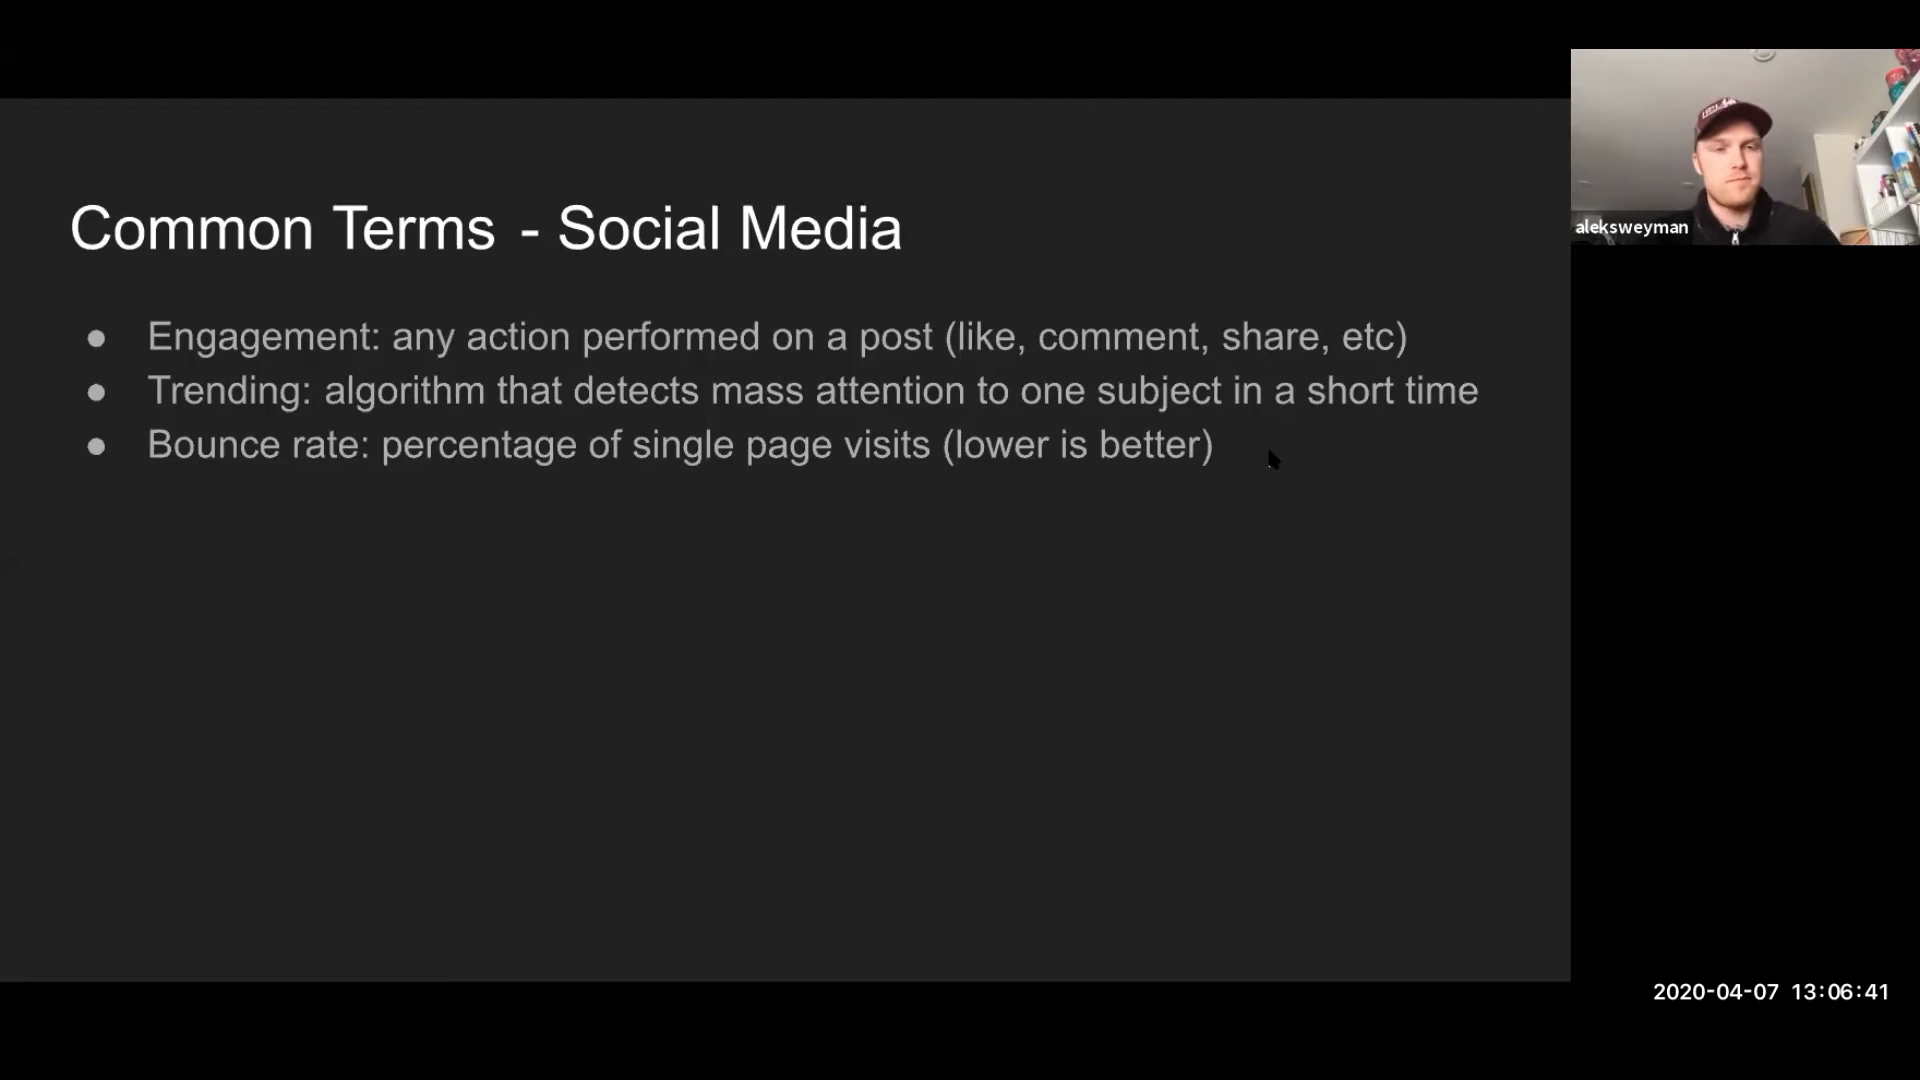 Common Terms - Social Media
● Engagement: any action performed on a post (like, comment, share, etc)
● Trending: algorithm that detects mass attention to one subject in a short time
● Bounce rate: percentage of single page visits (lower is better)
aleksweyman
2020-04-07 13:06:41